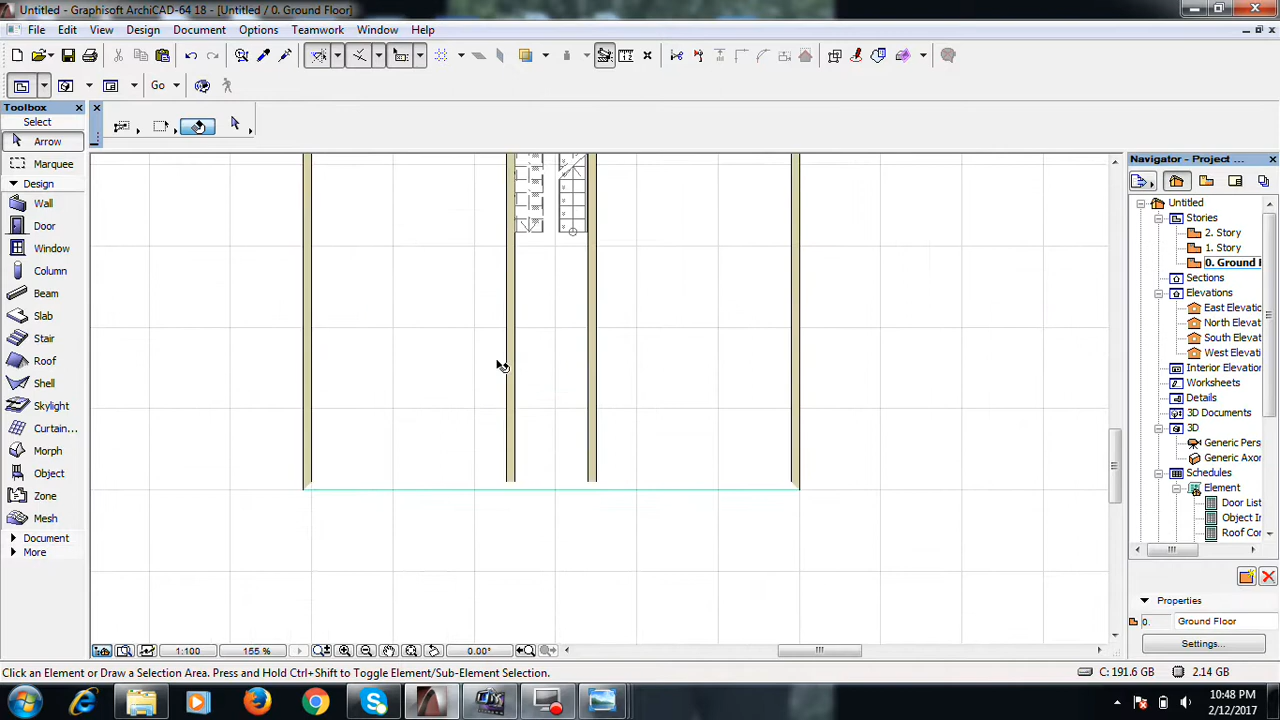 Untitled - Graphisoft ArchiCAD-64 18 - [Untitled / 0. Ground Floor]
File Edit View Design Document Options Teamwork Window Help
Go
Toolbox
Select
Arrow
Marquee
Design
Wall
Door
Window
Column
Beam
Slab
Stair
Roof
Shell
Skylight
Curtain...
Morph
Object
Zone
Mesh
Document
More
Navigator - Project ...
Untitled
Stories
2. Story
1. Story
0. Ground F
Sections
Elevations
East Elevatic
North Elevat
South Elevat
West Elevati
Interior Elevation
Worksheets
Details
3D Documents
3D
Generic Pers
Generic Axor
Schedules
Element
Door List
Object In
Roof Cor
Properties
0. Ground Floor
Settings...
1:100 155 % 0.00°
Click an Element or Draw a Selection Area. Press and Hold Ctrl+Shift to Toggle Element/Sub-Element Selection.
C: 191.6 GB 2.14 GB
10:48 PM
2/12/2017